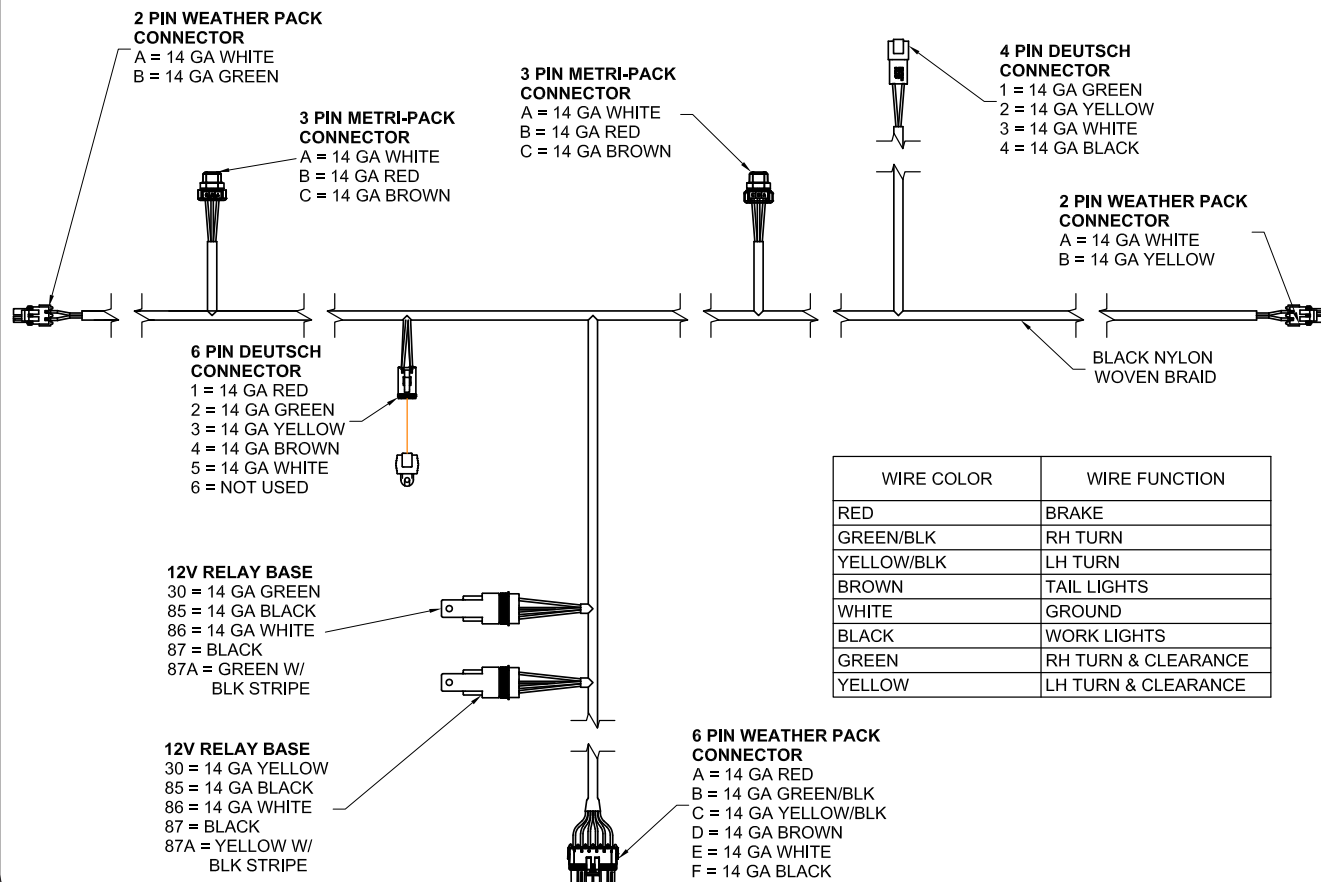 2 PIN WEATHER PACK
CONNECTOR
A = 14 GA WHITE
B = 14 GA GREEN
3 PIN METRI-PACK
CONNECTOR
A = 14 GA WHITE
B = 14 GA RED
C = 14 GA BROWN
3 PIN METRI-PACK
CONNECTOR
A = 14 GA WHITE
B = 14 GA RED
C = 14 GA BROWN
4 PIN DEUTSCH
CONNECTOR
1 = 14 GA GREEN
2 = 14 GA YELLOW
3 = 14 GA WHITE
4 = 14 GA BLACK
2 PIN WEATHER PACK
CONNECTOR
A = 14 GA WHITE
B = 14 GA YELLOW
BLACK NYLON
WOVEN BRAID
6 PIN DEUTSCH
CONNECTOR
1 = 14 GA RED
2 = 14 GA GREEN
3 = 14 GA YELLOW
4 = 14 GA BROWN
5 = 14 GA WHITE
6 = NOT USED
WIRE COLOR WIRE FUNCTION
RED BRAKE
GREEN/BLK RH TURN
YELLOW/BLK LH TURN
BROWN TAIL LIGHTS
WHITE GROUND
BLACK WORK LIGHTS
GREEN RH TURN & CLEARANCE
YELLOW LH TURN & CLEARANCE
12V RELAY BASE
30 = 14 GA GREEN
85 = 14 GA BLACK
86 = 14 GA WHITE
87 = BLACK
87A = GREEN W/
BLK STRIPE
12V RELAY BASE
30 = 14 GA YELLOW
85 = 14 GA BLACK
86 = 14 GA WHITE
87 = BLACK
87A = YELLOW W/
BLK STRIPE
6 PIN WEATHER PACK
CONNECTOR
A = 14 GA RED
B = 14 GA GREEN/BLK
C = 14 GA YELLOW/BLK
D = 14 GA BROWN
E = 14 GA WHITE
F = 14 GA BLACK